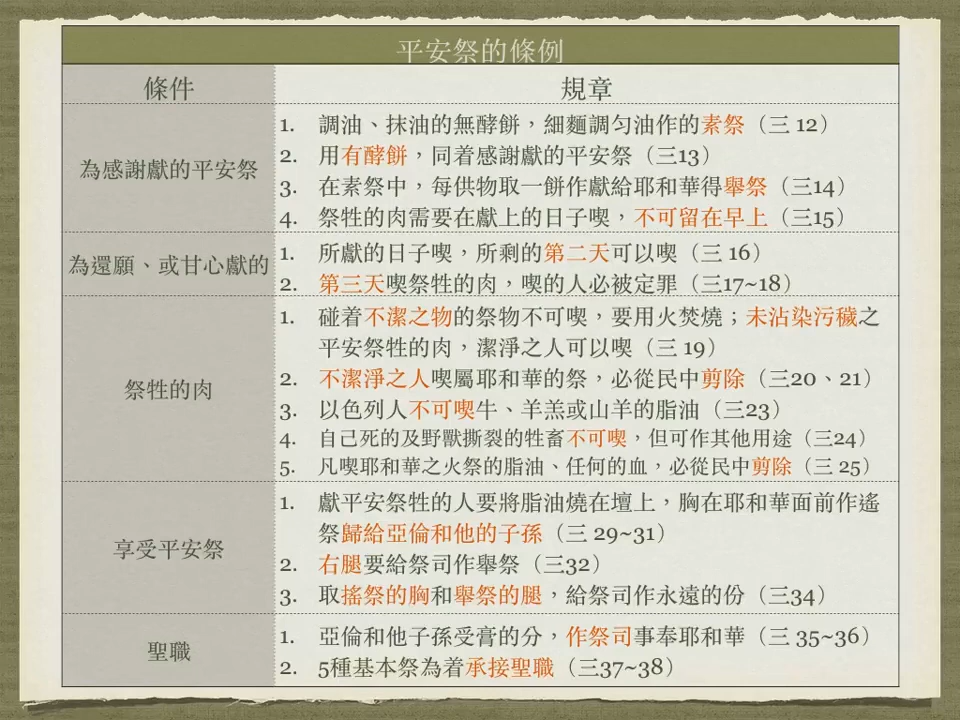 平安祭的條例
條件
規章
為感謝獻的平安祭
1. 調油、抹油的無酵餅，細麵調勻油作的素祭（三 12）
2. 用有酵餅，同着感謝獻的平安祭（三13）
3. 在素祭中，每供物取一餅作獻給耶和華得舉祭（三14）
4. 祭牲的肉需要在獻上的日子喫，不可留在早上（三15）
為還願、或甘心獻的
1. 所獻的日子喫，所剩的第二天可以喫（三 16）
2. 第三天喫祭牲的肉，喫的人必被定罪（三17~18）
祭牲的肉
1. 碰着不潔之物的祭物不可喫，要用火焚燒；未沾染污穢之
平安祭牲的肉，潔淨之人可以喫（三 19）
2. 不潔淨之人喫屬耶和華的祭，必從民中剪除（三20、21）
3. 以色列人不可喫牛、羊羔或山羊的脂油（三23）
4. 自己死的及野獸撕裂的牲畜不可喫，但可作其他用途（三24）
5. 凡喫耶和華之火祭的脂油、任何的血，必從民中剪除（三 25）
享受平安祭
1. 獻平安祭牲的人要將脂油燒在壇上，胸在耶和華面前作遙
祭歸給亞倫和他的子孫（三 29~31）
2. 右腿要給祭司作舉祭（三32）
3. 取搖祭的胸和舉祭的腿，給祭司作永遠的份（三34）
聖職
1. 亞倫和他子孫受膏的分，作祭司事奉耶和華（三 35~36）
2. 5種基本祭為着承接聖職（三37~38）